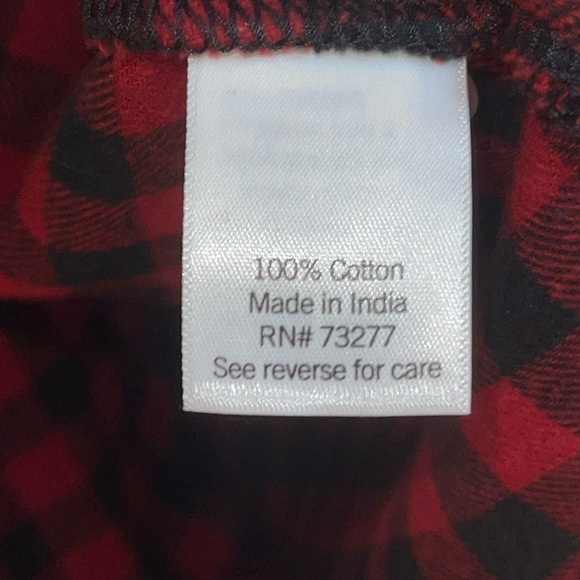 100% Cotton
Made in India
RN# 73277
See reverse for care